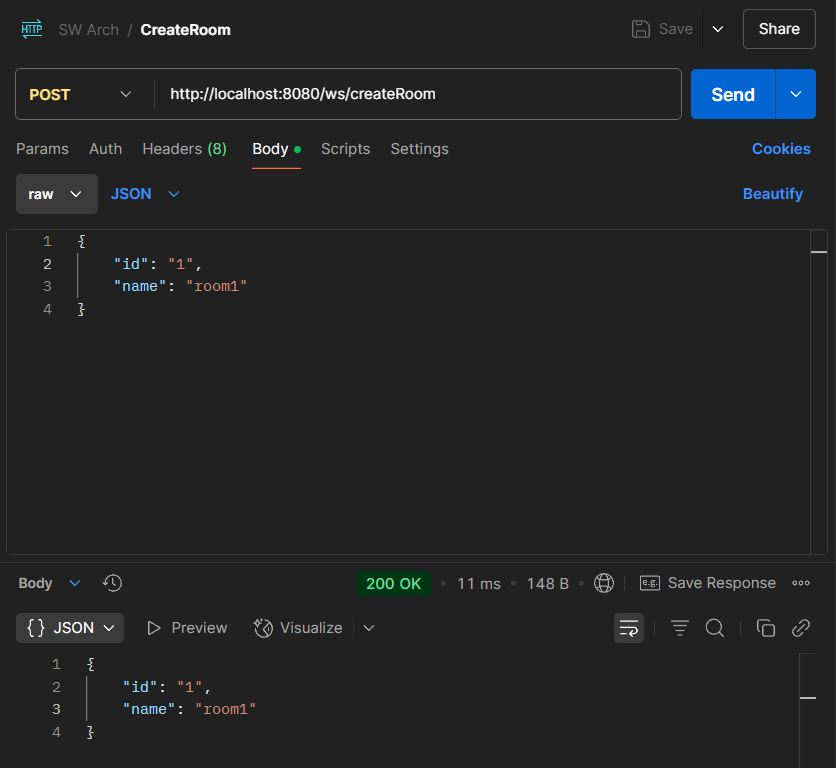 HTTP SW Arch / CreateRoom Save Share
POST http://localhost:8080/ws/createRoom Send
Params Auth Headers (8) Body Scripts Settings Cookies
raw JSON Beautify
1 {
2 "id": "1",
3 "name": "room1"
4 }
Body 200 OK 11 ms 148 B e.g. Save Response
{} JSON Preview Visualize
1 {
2 "id": "1",
3 "name": "room1"
4 }